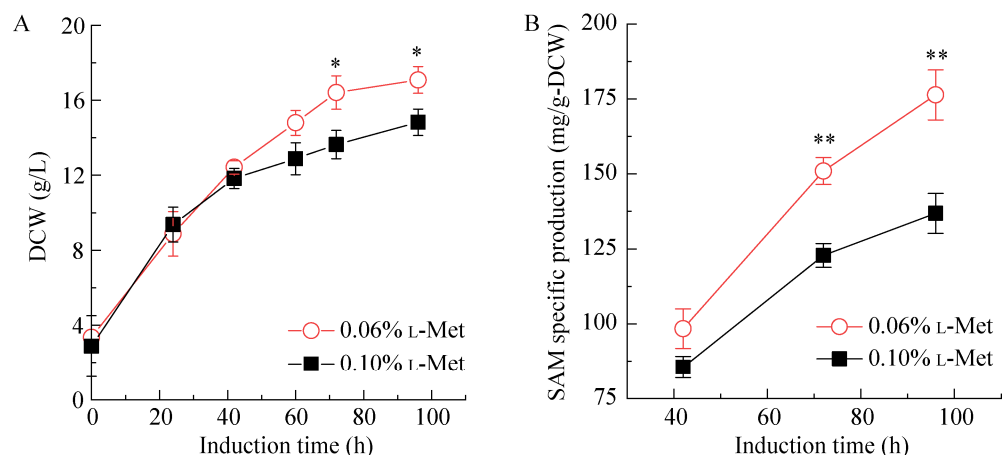 A
DCW (g/L)
20
16
12
8
4
0
* *
0.06% L-Met
0.10% L-Met
0 20 40 60 80 100
Induction time (h)
B
SAM specific production (mg/g-DCW)
200
175
150
125
100
75
** **
0.06% L-Met
0.10% L-Met
40 60 80 100
Induction time (h)